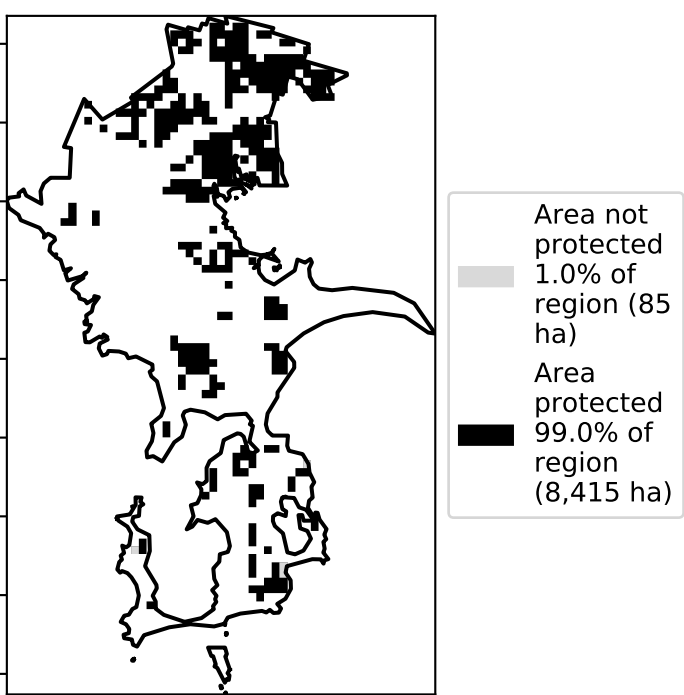 Area not
protected
1.0% of
region (85
ha)
Area
protected
99.0% of
region
(8,415 ha)